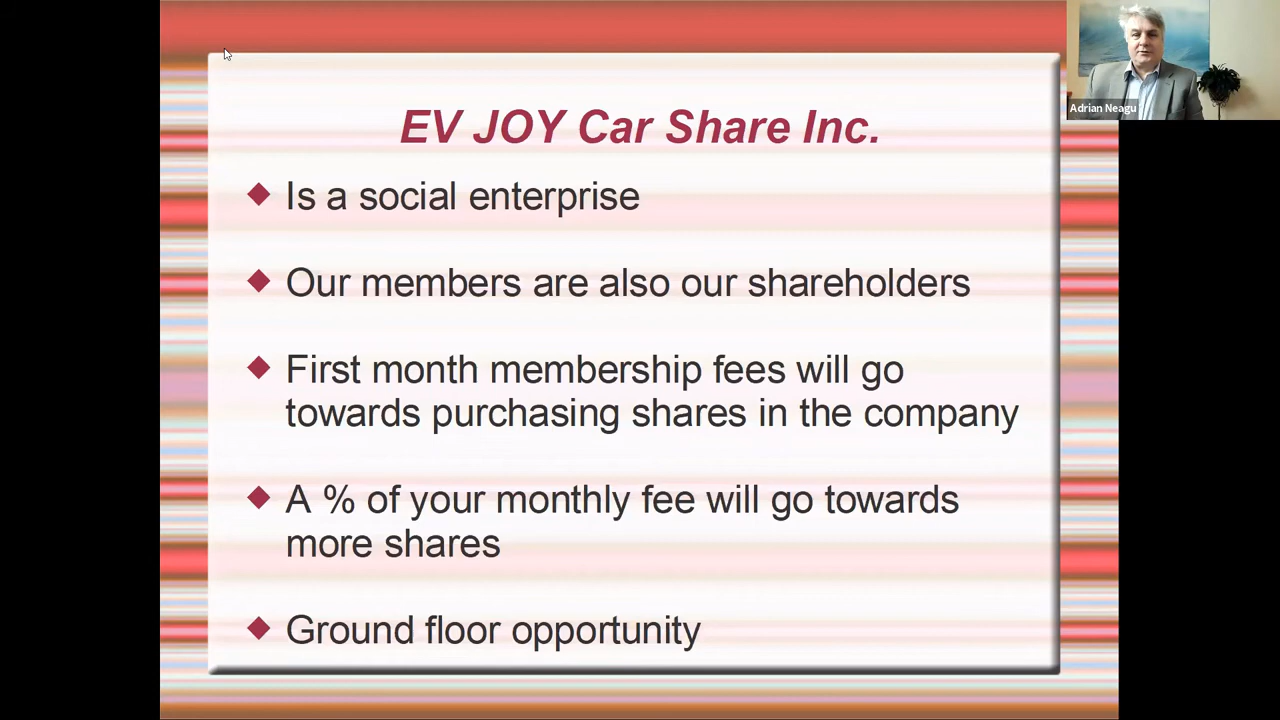 EV JOY Car Share Inc.
Is a social enterprise
Our members are also our shareholders
First month membership fees will go
towards purchasing shares in the company
A % of your monthly fee will go towards
more shares
Ground floor opportunity
Adrian Neagu